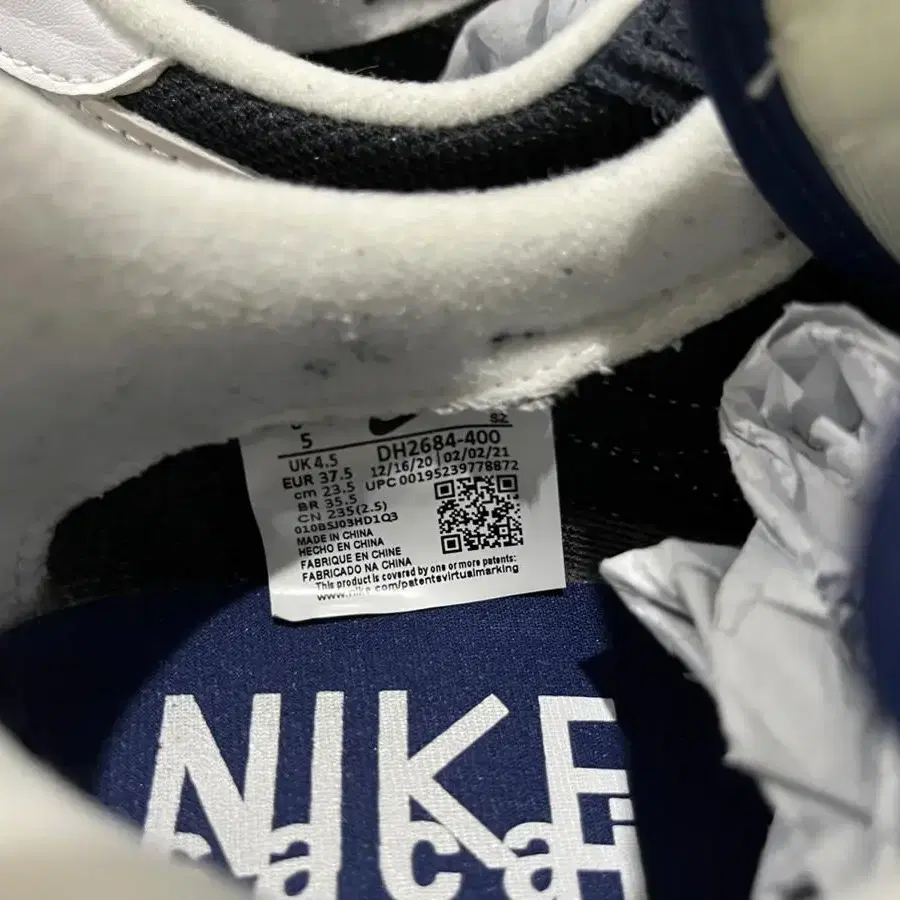 5
SZ
UK 4.5
EUR 37.5
cm 23.5
BR 35.5
CN 235(2.5)
DH2684-400
12/16/20 | 02/02/21
UPC 00195239778872
010BSJ03HD1Q3
MADE IN CHINA
HECHO EN CHINA
FABRIQUE EN CHINE
FABRICADO NA CHINA
This product is covered by one or more patents:
www.nike.com/patentsvirtualmarking
NIKE
sacai